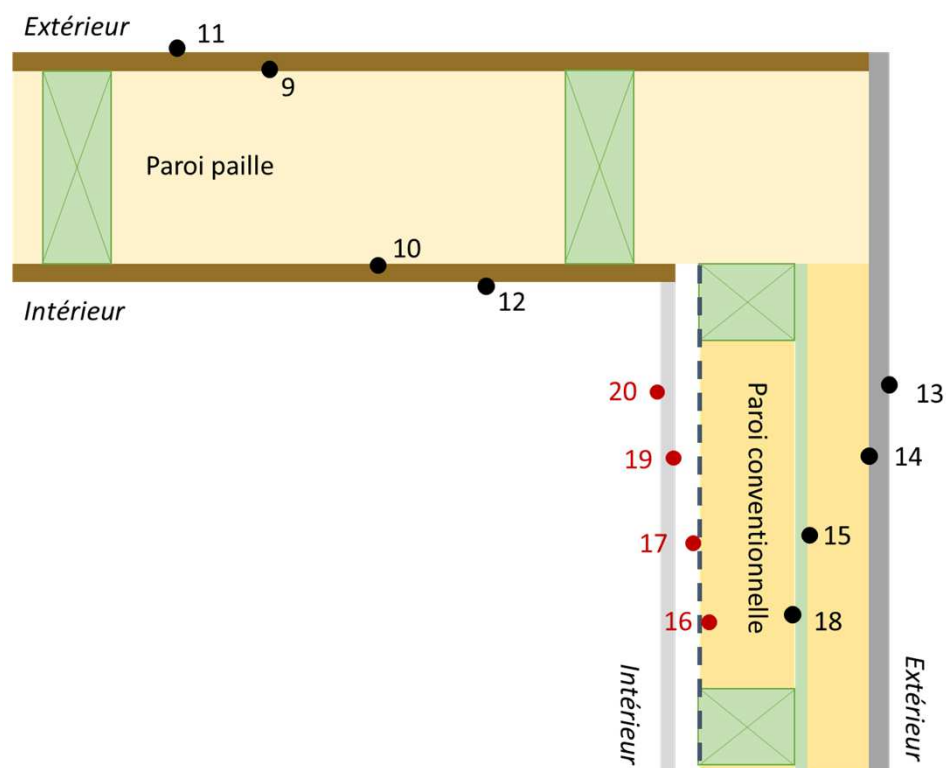 Extérieur
11
9
Paroi paille
10
12
Intérieur
20
13
19
14
17
15
16
18
Paroi conventionnelle
Intérieur
Extérieur